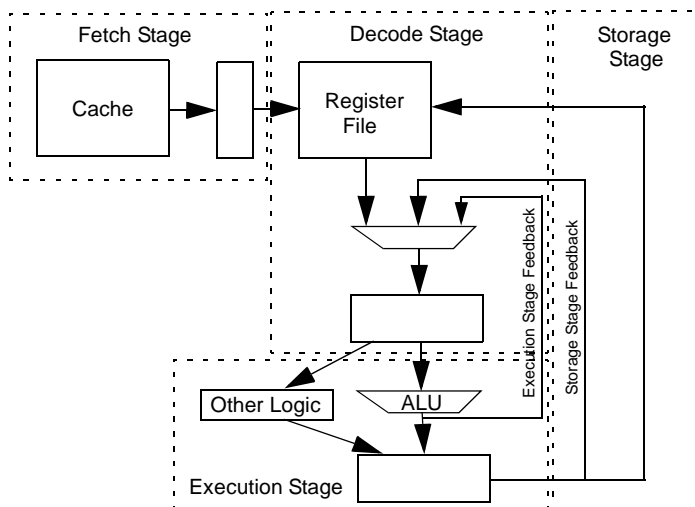 Fetch Stage
Decode Stage
Storage
Stage
Cache
Register
File
Execution Stage Feedback
Storage Stage Feedback
Other Logic
ALU
Execution Stage